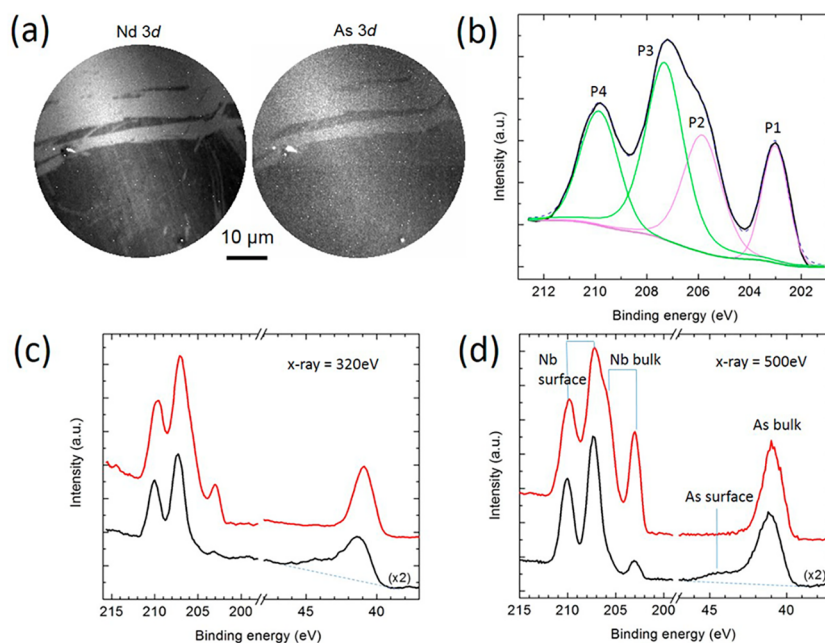 (a)
Nd 3d
As 3d
10 µm
(b)
Intensity (a.u.)
P4
P3
P2
P1
212 210 208 206 204 202
Binding energy (eV)
(c)
x-ray = 320eV
Intensity (a.u.)
(x2)
215 210 205 200 45 40
Binding energy (eV)
(d)
Nb surface
Nb bulk
x-ray = 500eV
As bulk
As surface
Intensity (a.u.)
(x2)
215 210 205 200 45 40
Binding energy (eV)